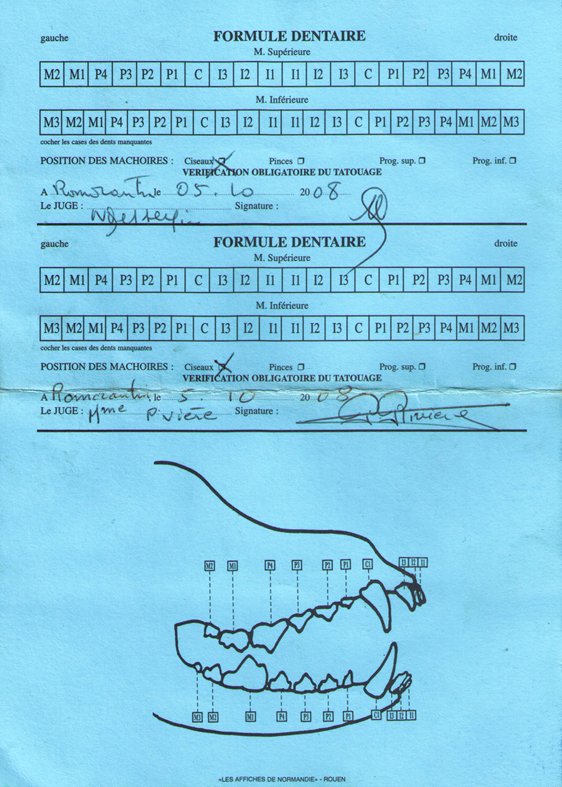 gauche FORMULE DENTAIRE droite
M. Supérieure
M2 M1 P4 P3 P2 P1 C I3 I2 I1 I1 I2 I3 C P1 P2 P3 P4 M1 M2
M. Inférieure
M3 M2 M1 P4 P3 P2 P1 C I3 I2 I1 I1 I2 I3 C P1 P2 P3 P4 M1 M2 M3
cocher les cases des dents manquantes
POSITION DES MACHOIRES : Ciseaux Pinces Prog. sup. Prog. inf.
VERIFICATION OBLIGATOIRE DU TATOUAGE
A Romorantin le 05.10 2008
Le JUGE : Signature :
gauche FORMULE DENTAIRE droite
M. Supérieure
M2 M1 P4 P3 P2 P1 C I3 I2 I1 I1 I2 I3 C P1 P2 P3 P4 M1 M2
M. Inférieure
M3 M2 M1 P4 P3 P2 P1 C I3 I2 I1 I1 I2 I3 C P1 P2 P3 P4 M1 M2 M3
cocher les cases des dents manquantes
POSITION DES MACHOIRES : Ciseaux Pinces Prog. sup. Prog. inf.
VERIFICATION OBLIGATOIRE DU TATOUAGE
A Romorantin le 5.10 2008
Le JUGE : Mme Rivière Signature : Rivière
M2 M1 P4 P3 P2 P1 C1 I3 I2 I1
M3 M2 M1 P4 P3 P2 P1 C1 I3 I2 I1
«LES AFFICHES DE NORMANDIE» - ROUEN